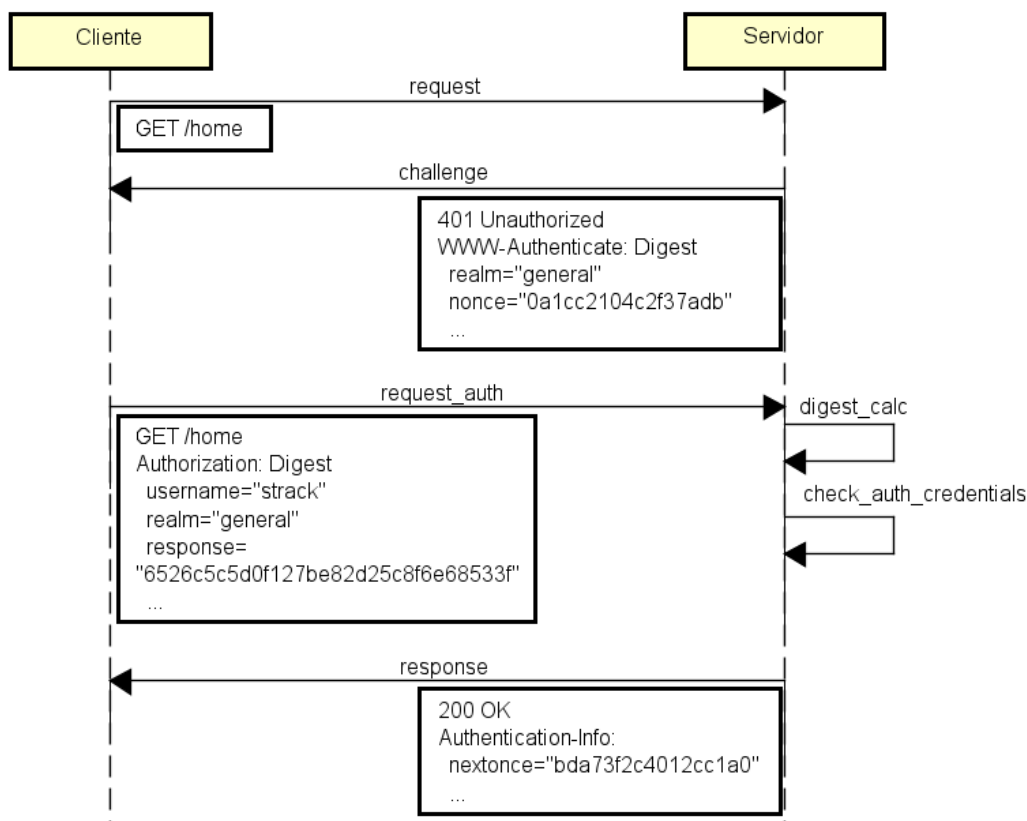 Cliente
Servidor
request
GET /home
challenge
401 Unauthorized
WWW-Authenticate: Digest
realm="general"
nonce="0a1cc2104c2f37adb"
...
request_auth
digest_calc
GET /home
Authorization: Digest
username="strack"
realm="general"
response=
"6526c5c5d0f127be82d25c8f6e68533f"
...
check_auth_credentials
response
200 OK
Authentication-Info:
nextonce="bda73f2c4012cc1a0"
...